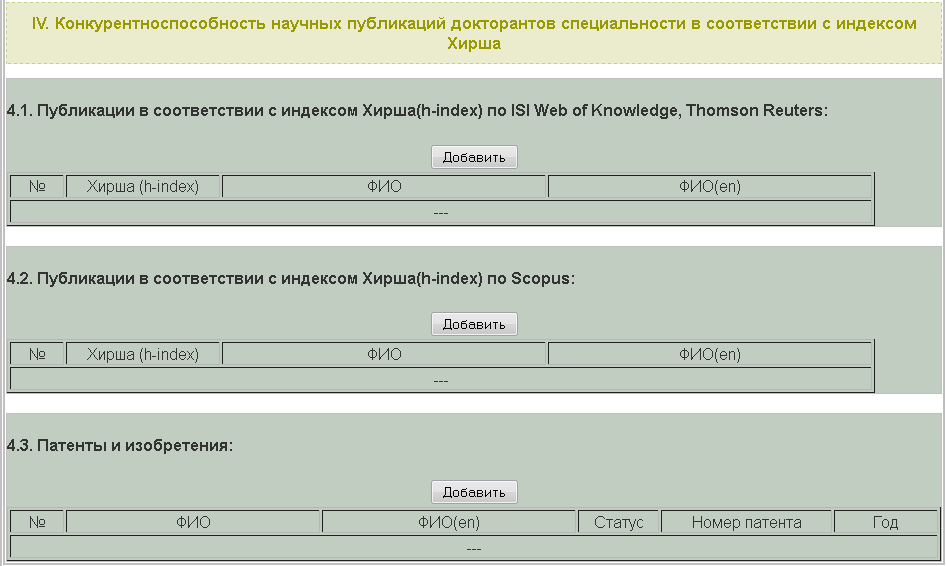 IV. Конкурентноспособность научных публикаций докторантов специальности в соответствии с индексом
Хирша
4.1. Публикации в соответствии с индексом Хирша(h-index) по ISI Web of Knowledge, Thomson Reuters:
Добавить
№ Хирша (h-index) ФИО ФИО(en)
---
4.2. Публикации в соответствии с индексом Хирша(h-index) по Scopus:
Добавить
№ Хирша (h-index) ФИО ФИО(en)
---
4.3. Патенты и изобретения:
Добавить
№ ФИО ФИО(en) Статус Номер патента Год
---